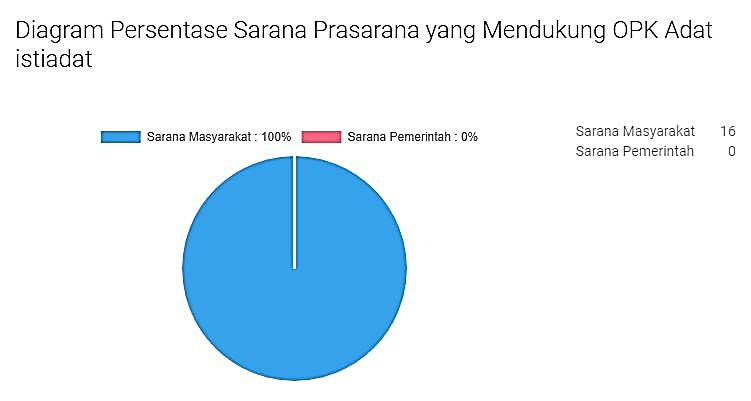 Diagram Persentase Sarana Prasarana yang Mendukung OPK Adat
istiadat
Sarana Masyarakat : 100% Sarana Pemerintah : 0%
Sarana Masyarakat 16
Sarana Pemerintah 0